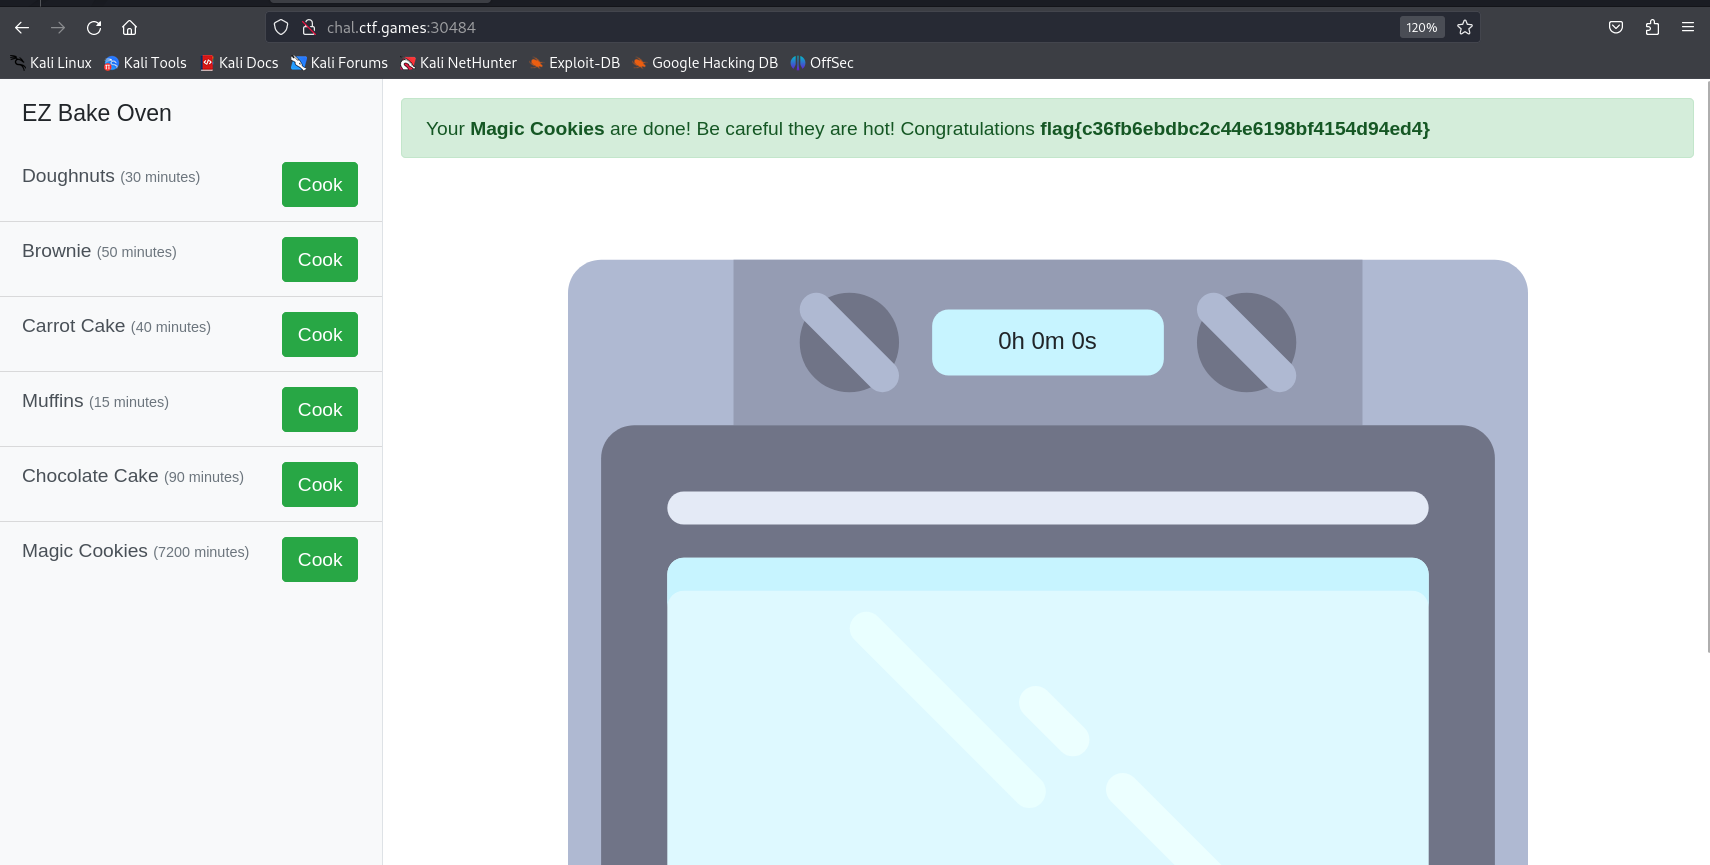 chal.ctf.games:30484
120%
Kali Linux Kali Tools Kali Docs Kali Forums Kali NetHunter Exploit-DB Google Hacking DB OffSec
EZ Bake Oven
Your Magic Cookies are done! Be careful they are hot! Congratulations flag{c36fb6ebdbc2c44e6198bf4154d94ed4}
Doughnuts (30 minutes)
Cook
Brownie (50 minutes)
Cook
Carrot Cake (40 minutes)
Cook
Muffins (15 minutes)
Cook
Chocolate Cake (90 minutes)
Cook
Magic Cookies (7200 minutes)
Cook
0h 0m 0s